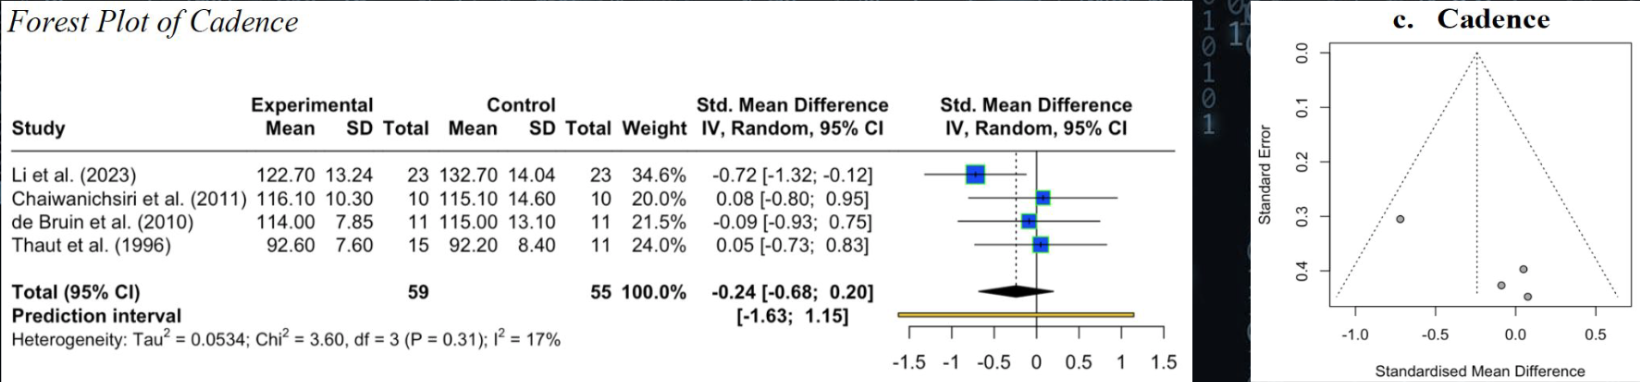 Forest Plot of Cadence
Experimental Control Std. Mean Difference Std. Mean Difference
Study Mean SD Total Mean SD Total Weight IV, Random, 95% CI IV, Random, 95% CI
Li et al. (2023) 122.70 13.24 23 132.70 14.04 23 34.6% -0.72 [-1.32; -0.12]
Chaiwanichsiri et al. (2011) 116.10 10.30 10 115.10 14.60 10 20.0% 0.08 [-0.80; 0.95]
de Bruin et al. (2010) 114.00 7.85 11 115.00 13.10 11 21.5% -0.09 [-0.93; 0.75]
Thaut et al. (1996) 92.60 7.60 15 92.20 8.40 11 24.0% 0.05 [-0.73; 0.83]
Total (95% CI) 59 55 100.0% -0.24 [-0.68; 0.20]
Prediction interval [-1.63; 1.15]
Heterogeneity: Tau² = 0.0534; Chi² = 3.60, df = 3 (P = 0.31); I² = 17%
-1.5 -1 -0.5 0 0.5 1 1.5
1
0
1
0
1
1
c. Cadence
Standard Error
0.0
0.1
0.2
0.3
0.4
-1.0 -0.5 0.0 0.5
Standardised Mean Difference